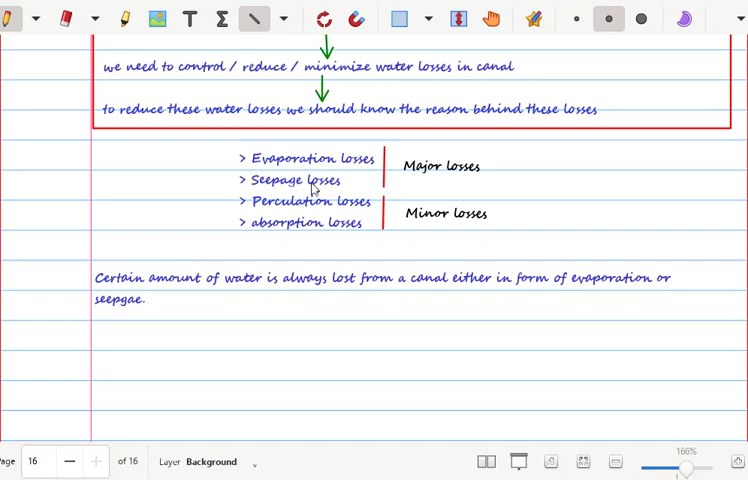 we need to control / reduce / minimize water losses in canal
to reduce these water losses we should know the reason behind these losses
> Evaporation losses
> Seepage losses
Major losses
> Perculation losses
> absorption losses
Minor losses
Certain amount of water is always lost from a canal either in form of evaporation or
seepgae.
Page 16 of 16 Layer Background 166%